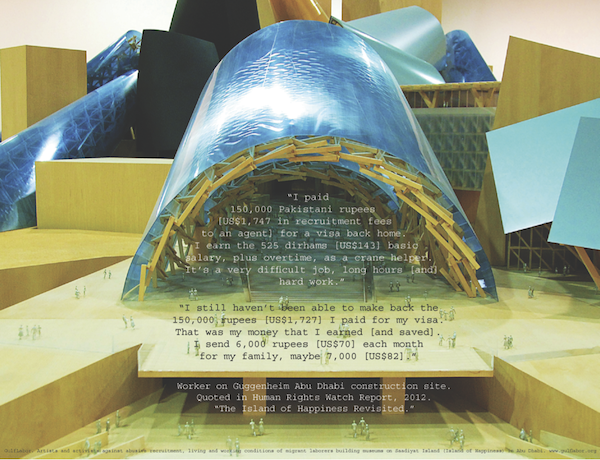 "I paid
150,000 Pakistani rupees
[US$1,747 in recruitment fees
to an agent] for a visa back home.
I earn the 525 dirhams [US$143] basic
salary, plus overtime, as a crane helper.
It's a very difficult job, long hours [and]
hard work."
"I still haven't been able to make back the
150,000 rupees [US$1,727] I paid for my visa.
That was my money that I earned [and saved].
I send 6,000 rupees [US$70] each month
for my family, maybe 7,000 [US$82]."
Worker on Guggenheim Abu Dhabi construction site.
Quoted in Human Rights Watch Report, 2012.
"The Island of Happiness Revisited."
GulfLabor, artists and activists against abusive recruitment, living and working conditions of migrant laborers building museums on Saadiyat Island (Island of Happiness) in Abu Dhabi. www.gulflabor.org